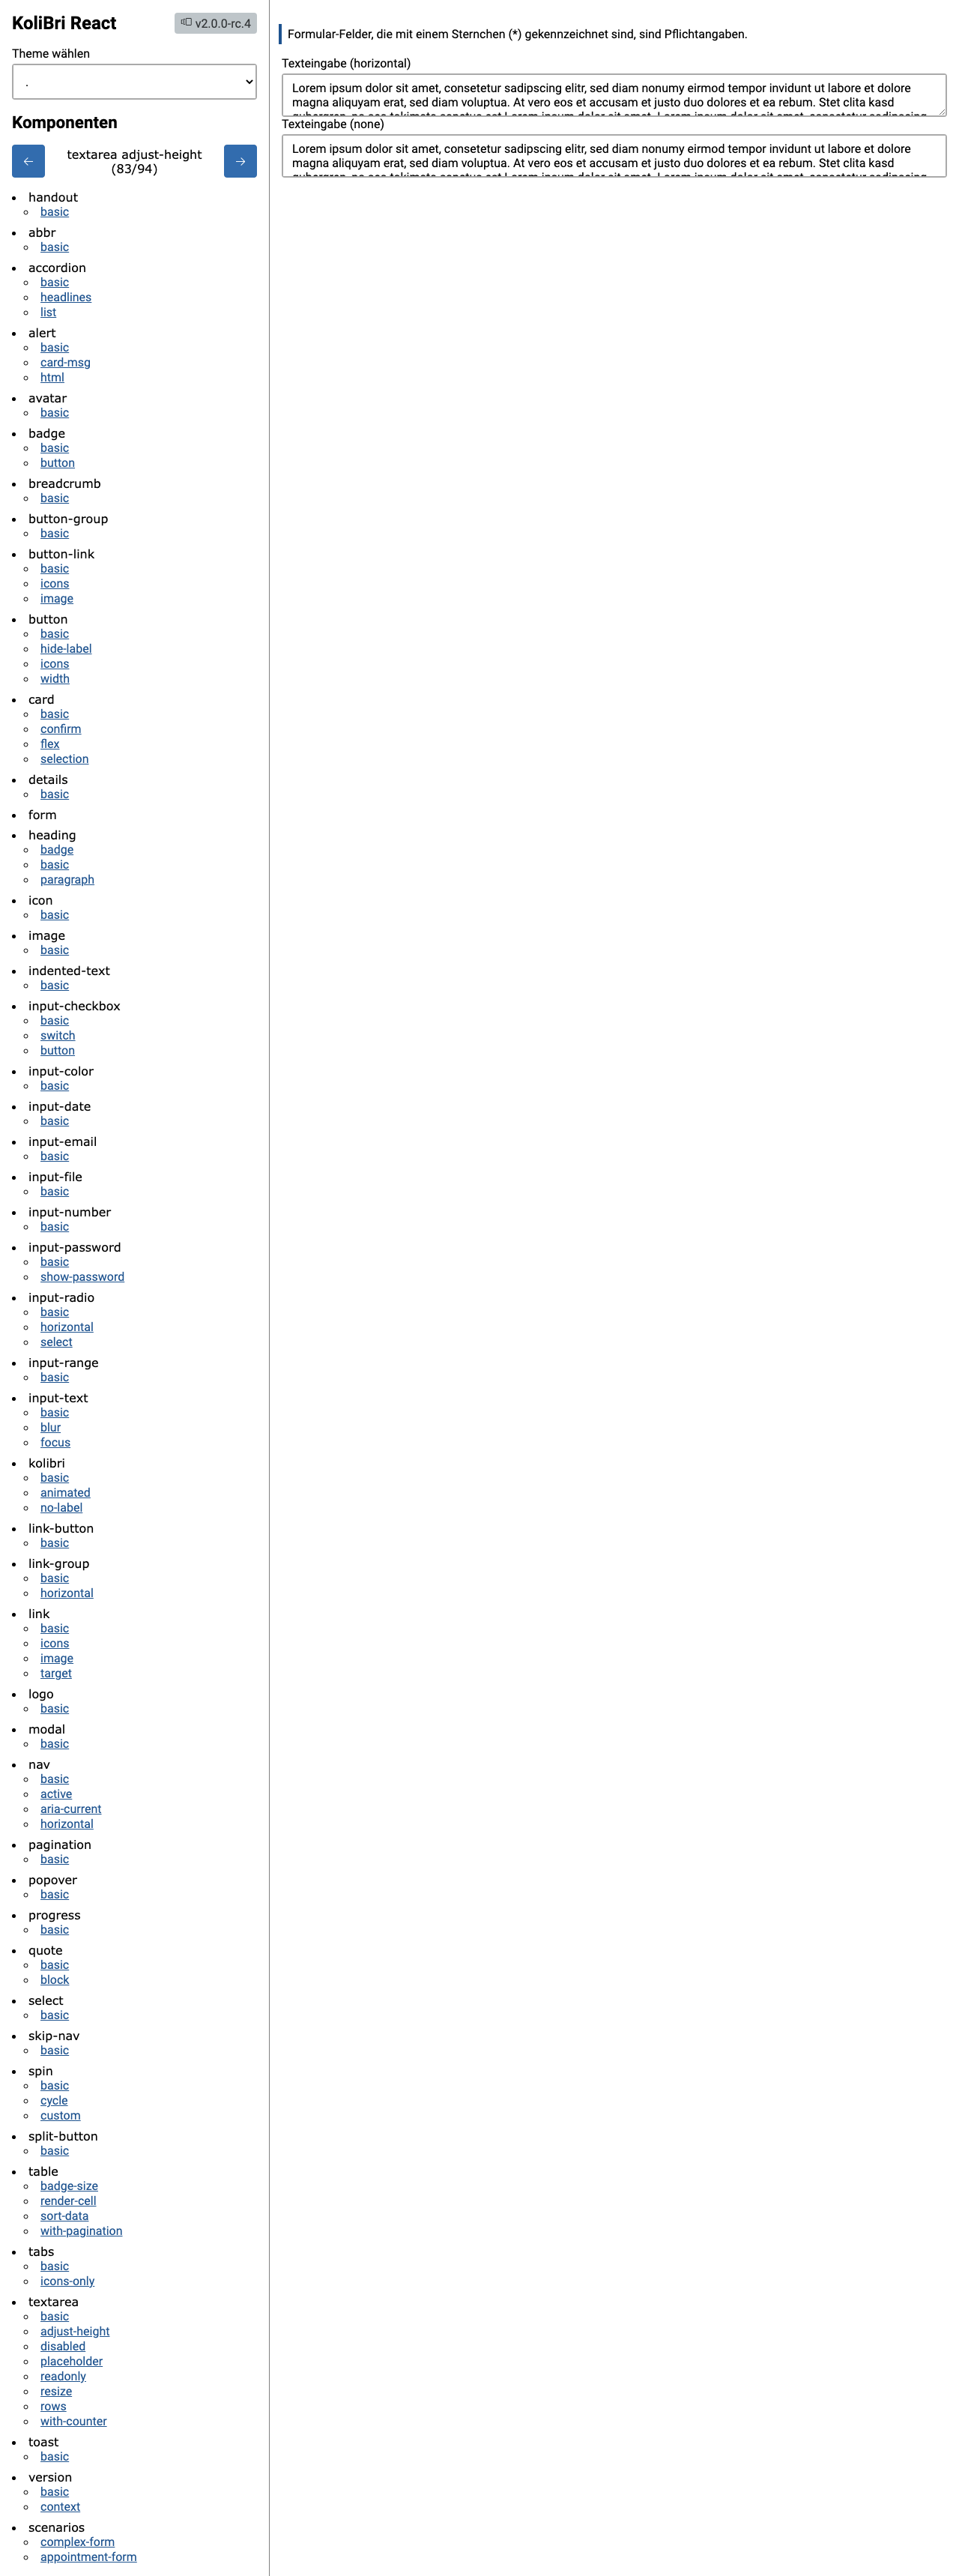 KoliBri React
v2.0.0-rc.4
Theme wählen
.
Komponenten
←
textarea adjust-height
(83/94)
→
handout
basic
abbr
basic
accordion
basic
headlines
list
alert
basic
card-msg
html
avatar
basic
badge
basic
button
breadcrumb
basic
button-group
basic
button-link
basic
icons
image
button
basic
hide-label
icons
width
card
basic
confirm
flex
selection
details
basic
form
heading
badge
basic
paragraph
icon
basic
image
basic
indented-text
basic
input-checkbox
basic
switch
button
input-color
basic
input-date
basic
input-email
basic
input-file
basic
input-number
basic
input-password
basic
show-password
input-radio
basic
horizontal
select
input-range
basic
input-text
basic
blur
focus
kolibri
basic
animated
no-label
link-button
basic
link-group
basic
horizontal
link
basic
icons
image
target
logo
basic
modal
basic
nav
basic
active
aria-current
horizontal
pagination
basic
popover
basic
progress
basic
quote
basic
block
select
basic
skip-nav
basic
spin
basic
cycle
custom
split-button
basic
table
badge-size
render-cell
sort-data
with-pagination
tabs
basic
icons-only
textarea
basic
adjust-height
disabled
placeholder
readonly
resize
rows
with-counter
toast
basic
version
basic
context
scenarios
complex-form
appointment-form
Formular-Felder, die mit einem Sternchen (*) gekennzeichnet sind, sind Pflichtangaben.
Texteingabe (horizontal)
Lorem ipsum dolor sit amet, consetetur sadipscing elitr, sed diam nonumy eirmod tempor invidunt ut labore et dolore
magna aliquyam erat, sed diam voluptua. At vero eos et accusam et justo duo dolores et ea rebum. Stet clita kasd
Texteingabe (none)
Lorem ipsum dolor sit amet, consetetur sadipscing elitr, sed diam nonumy eirmod tempor invidunt ut labore et dolore
magna aliquyam erat, sed diam voluptua. At vero eos et accusam et justo duo dolores et ea rebum. Stet clita kasd